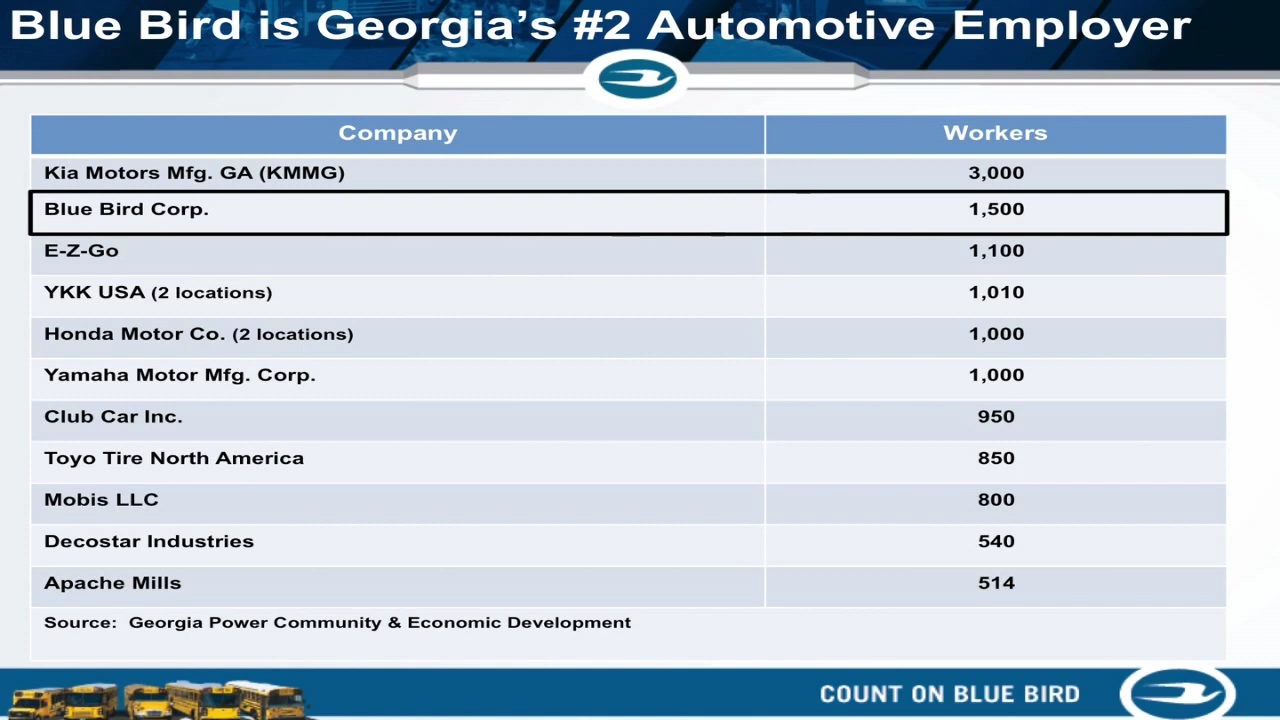 Blue Bird is Georgia’s #2 Automotive Employer
Company Workers
Kia Motors Mfg. GA (KMMG) 3,000
Blue Bird Corp. 1,500
E-Z-Go 1,100
YKK USA (2 locations) 1,010
Honda Motor Co. (2 locations) 1,000
Yamaha Motor Mfg. Corp. 1,000
Club Car Inc. 950
Toyo Tire North America 850
Mobis LLC 800
Decostar Industries 540
Apache Mills 514
Source: Georgia Power Community & Economic Development
COUNT ON BLUE BIRD